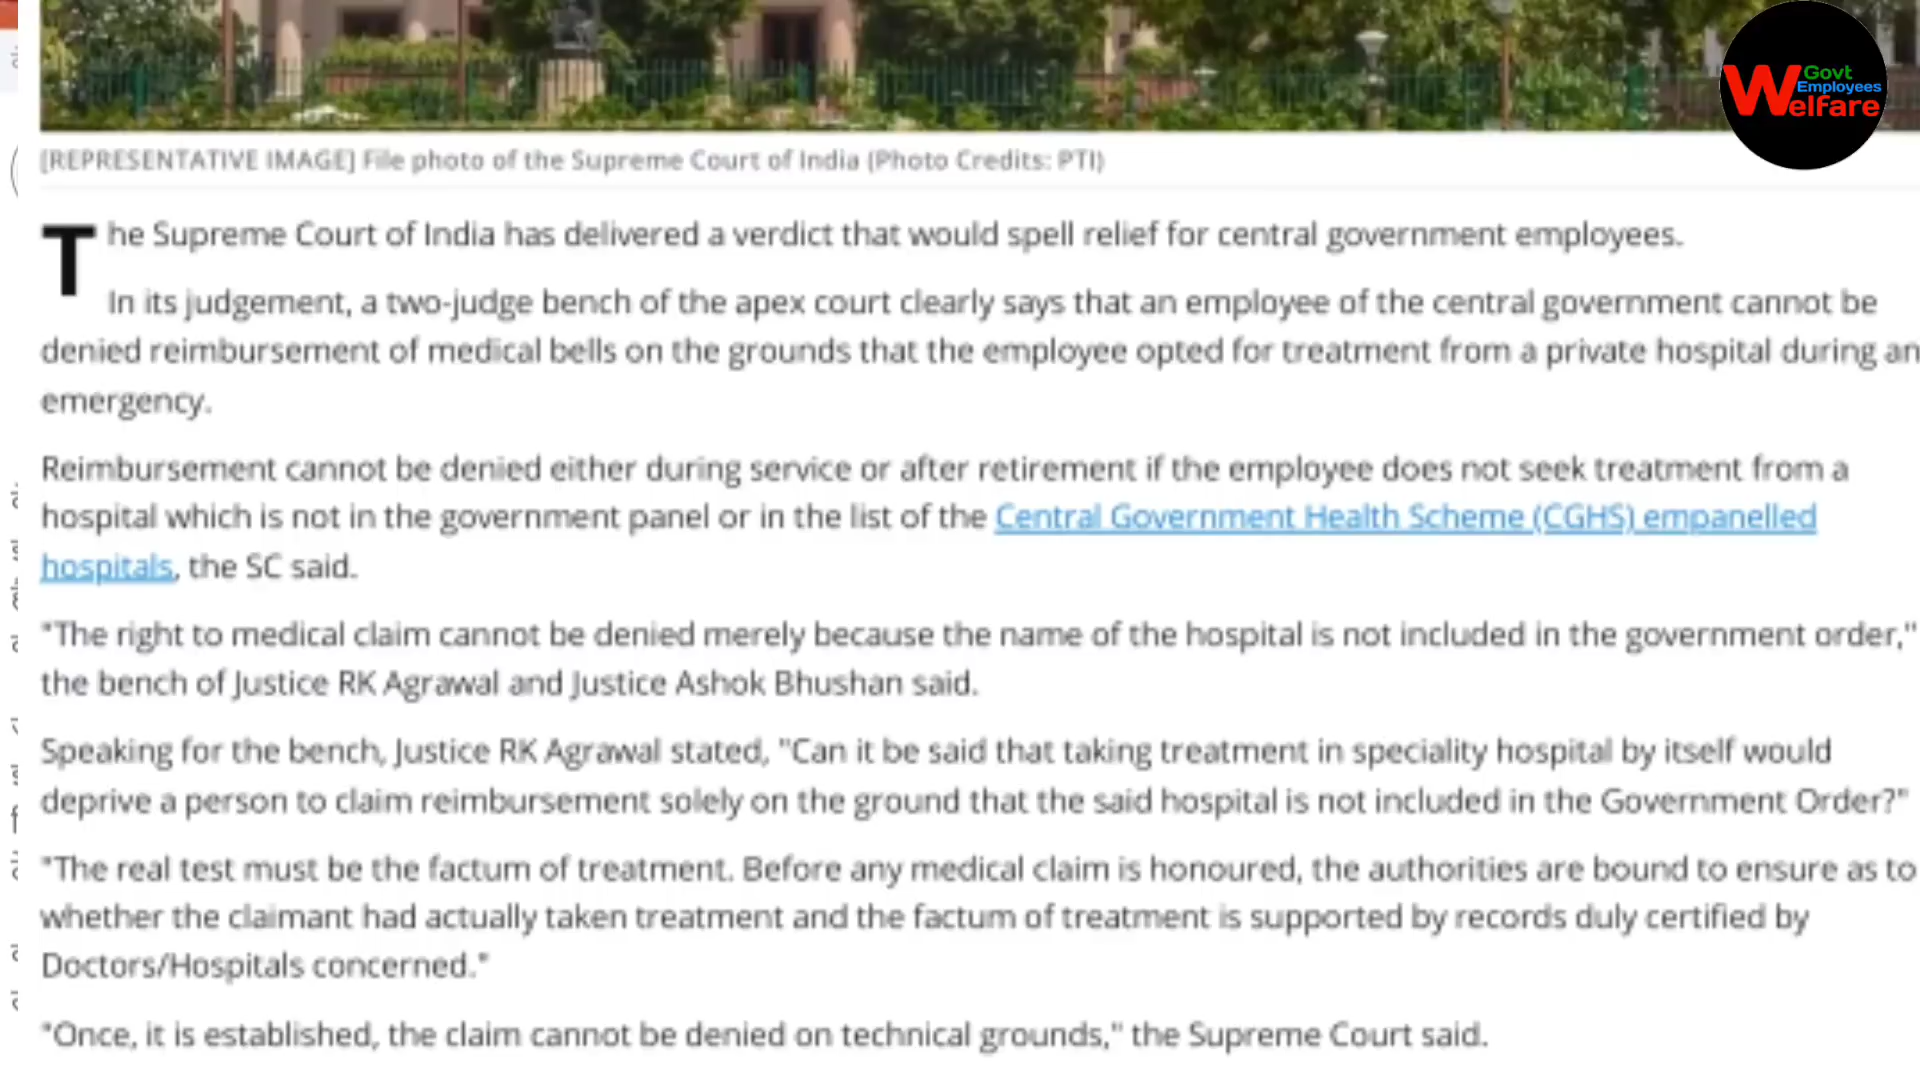 Govt
Employees
Welfare
[REPRESENTATIVE IMAGE] File photo of the Supreme Court of India (Photo Credits: PTI)
The Supreme Court of India has delivered a verdict that would spell relief for central government employees.
In its judgement, a two-judge bench of the apex court clearly says that an employee of the central government cannot be
denied reimbursement of medical bells on the grounds that the employee opted for treatment from a private hospital during an
emergency.
Reimbursement cannot be denied either during service or after retirement if the employee does not seek treatment from a
hospital which is not in the government panel or in the list of the Central Government Health Scheme (CGHS) empanelled
hospitals, the SC said.
"The right to medical claim cannot be denied merely because the name of the hospital is not included in the government order,"
the bench of Justice RK Agrawal and Justice Ashok Bhushan said.
Speaking for the bench, Justice RK Agrawal stated, "Can it be said that taking treatment in speciality hospital by itself would
deprive a person to claim reimbursement solely on the ground that the said hospital is not included in the Government Order?"
"The real test must be the factum of treatment. Before any medical claim is honoured, the authorities are bound to ensure as to
whether the claimant had actually taken treatment and the factum of treatment is supported by records duly certified by
Doctors/Hospitals concerned."
"Once, it is established, the claim cannot be denied on technical grounds," the Supreme Court said.